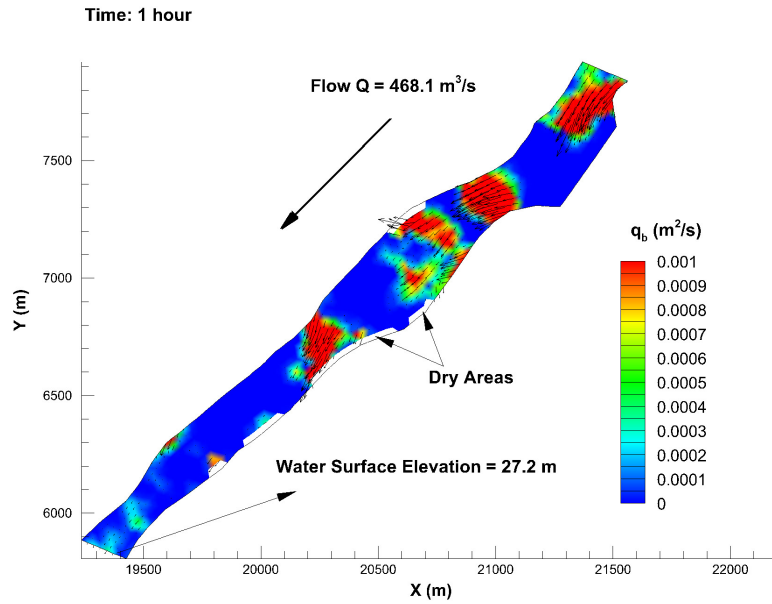 Time: 1 hour
Flow Q = 468.1 m³/s
7500
7000
6500
6000
Y (m)
q_b (m²/s)
0.001
0.0009
0.0008
0.0007
0.0006
0.0005
0.0004
0.0003
0.0002
0.0001
0
Dry Areas
Water Surface Elevation = 27.2 m
19500 20000 20500 21000 21500 22000
X (m)